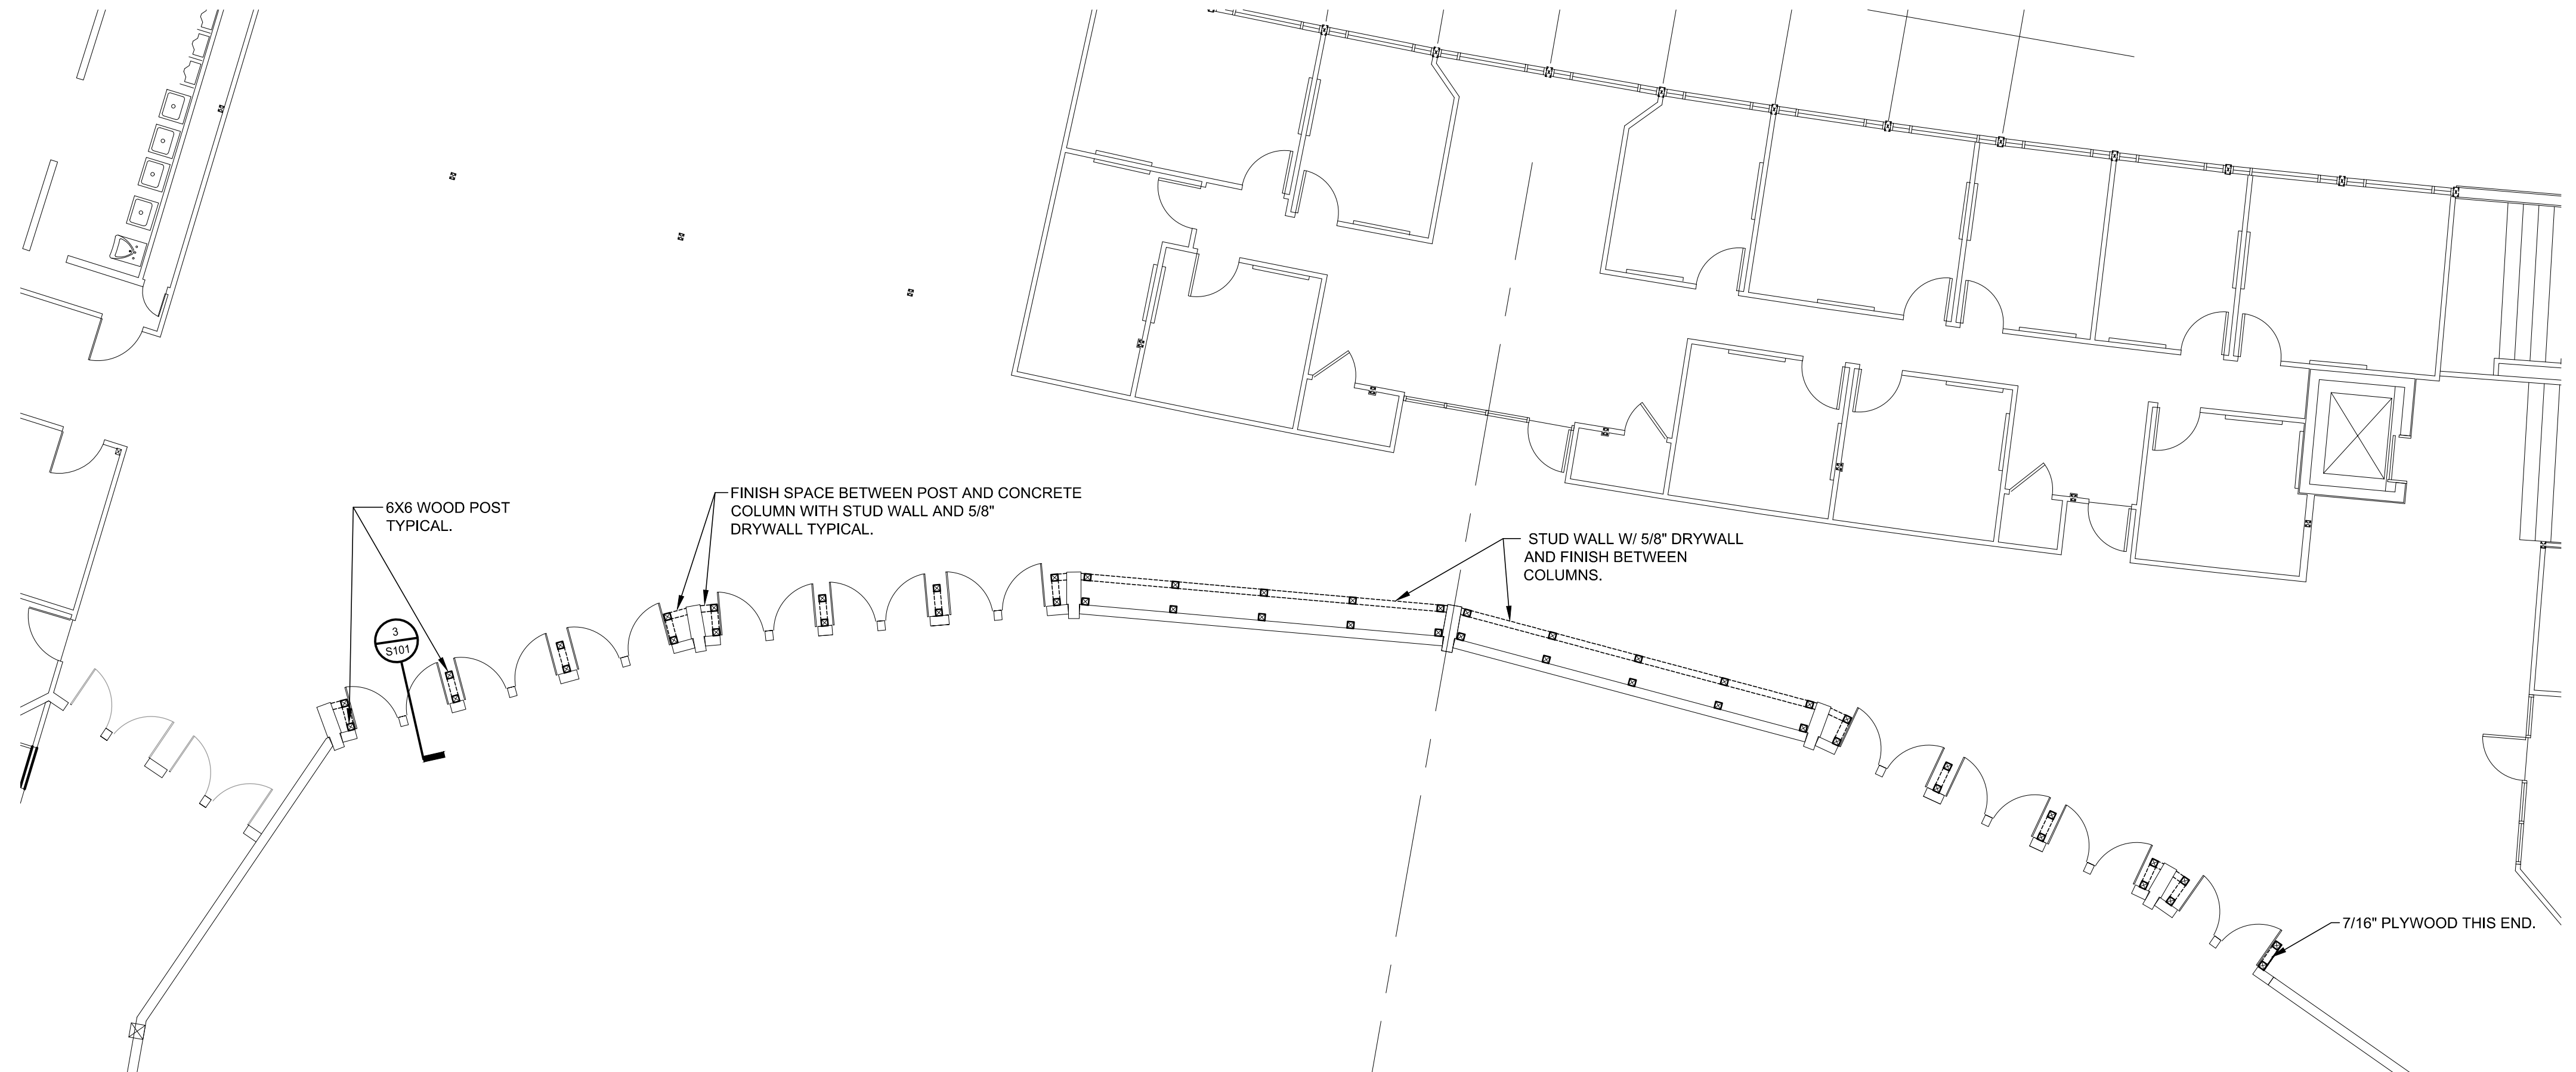 6X6 WOOD POST
TYPICAL.
FINISH SPACE BETWEEN POST AND CONCRETE
COLUMN WITH STUD WALL AND 5/8"
DRYWALL TYPICAL.
STUD WALL W/ 5/8" DRYWALL
AND FINISH BETWEEN
COLUMNS.
3
S101
7/16" PLYWOOD THIS END.